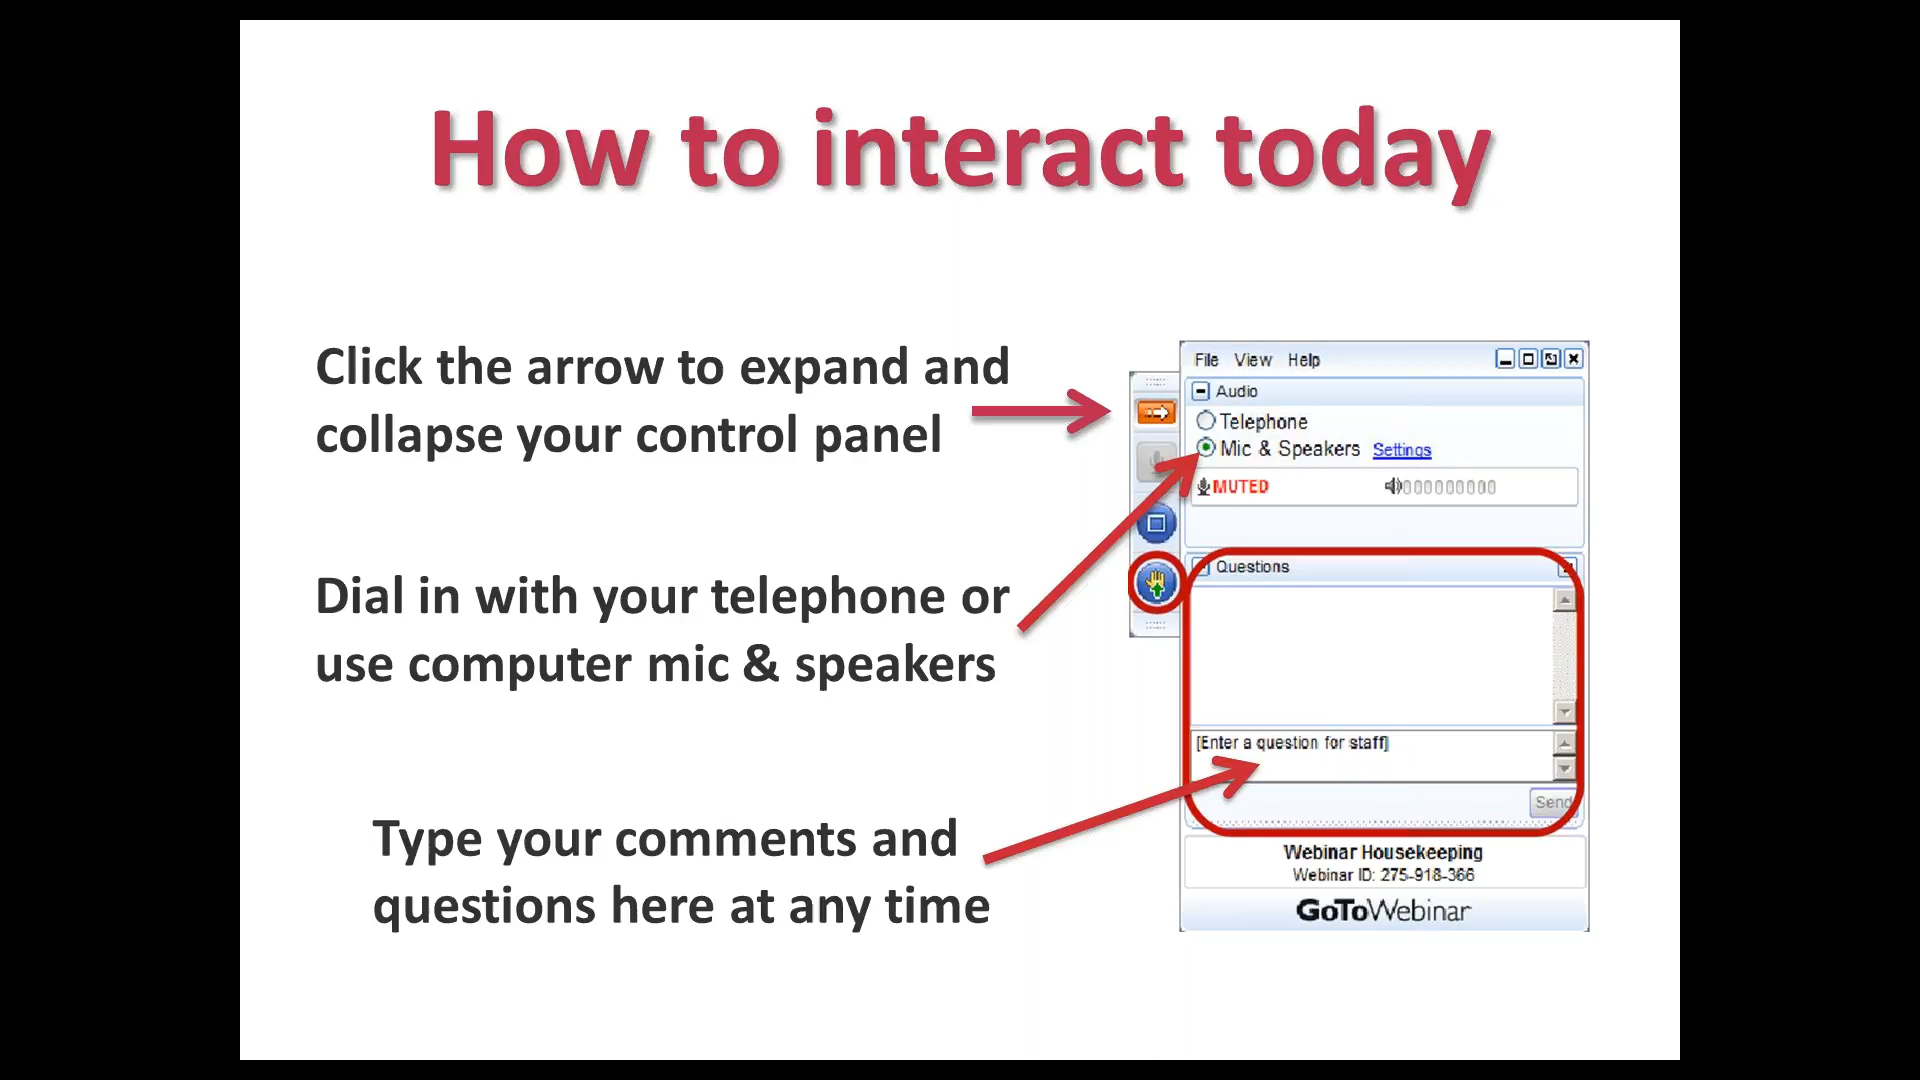 How to interact today
Click the arrow to expand and
collapse your control panel
Dial in with your telephone or
use computer mic & speakers
Type your comments and
questions here at any time
File View Help
Audio
Telephone
Mic & Speakers Settings
MUTED
Questions
[Enter a question for staff]
Send
Webinar Housekeeping
Webinar ID: 275-918-366
GoToWebinar